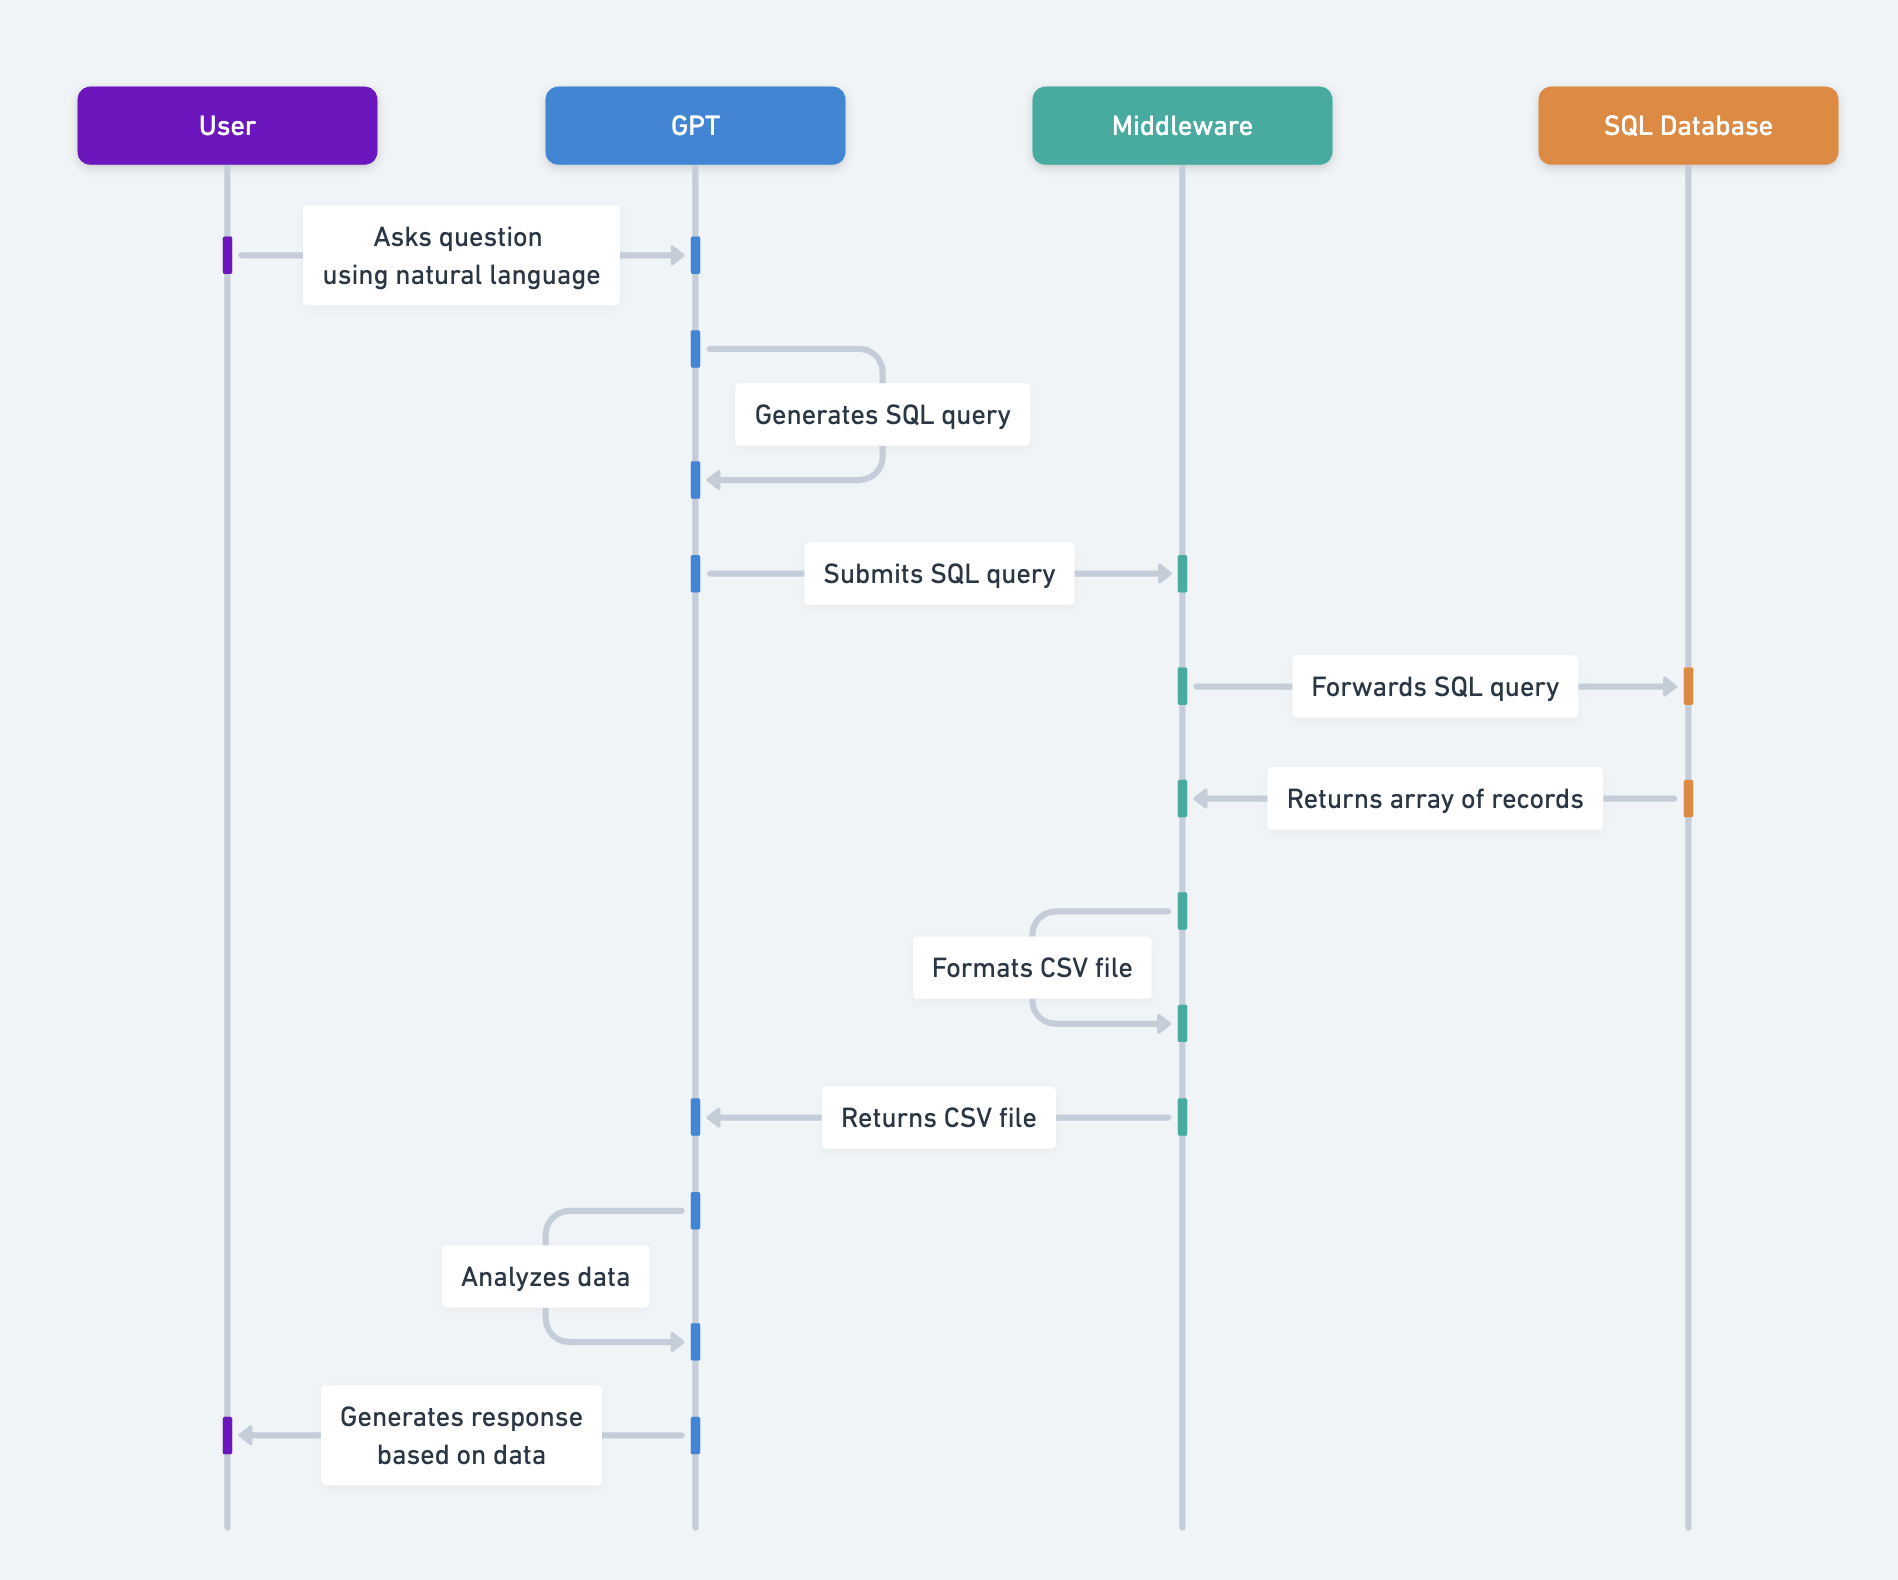 User
GPT
Middleware
SQL Database
Asks question
using natural language
Generates SQL query
Submits SQL query
Forwards SQL query
Returns array of records
Formats CSV file
Returns CSV file
Analyzes data
Generates response
based on data